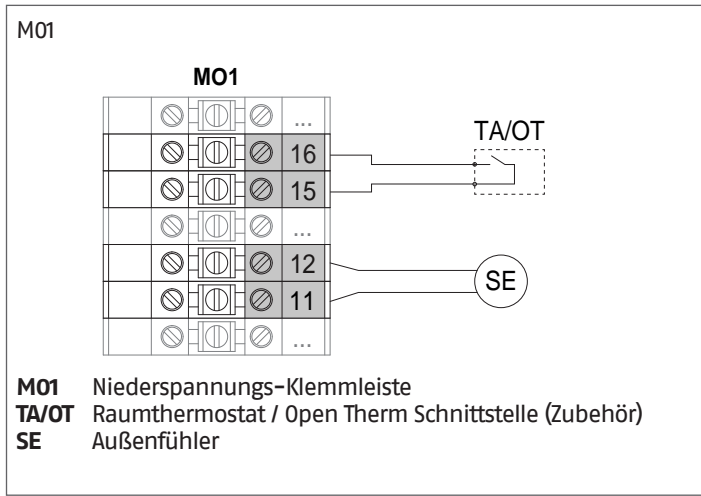 M01
MO1
...
16
TA/OT
15
...
12
SE
11
...
M01 Niederspannungs-Klemmleiste
TA/OT Raumthermostat / Open Therm Schnittstelle (Zubehör)
SE Außenfühler